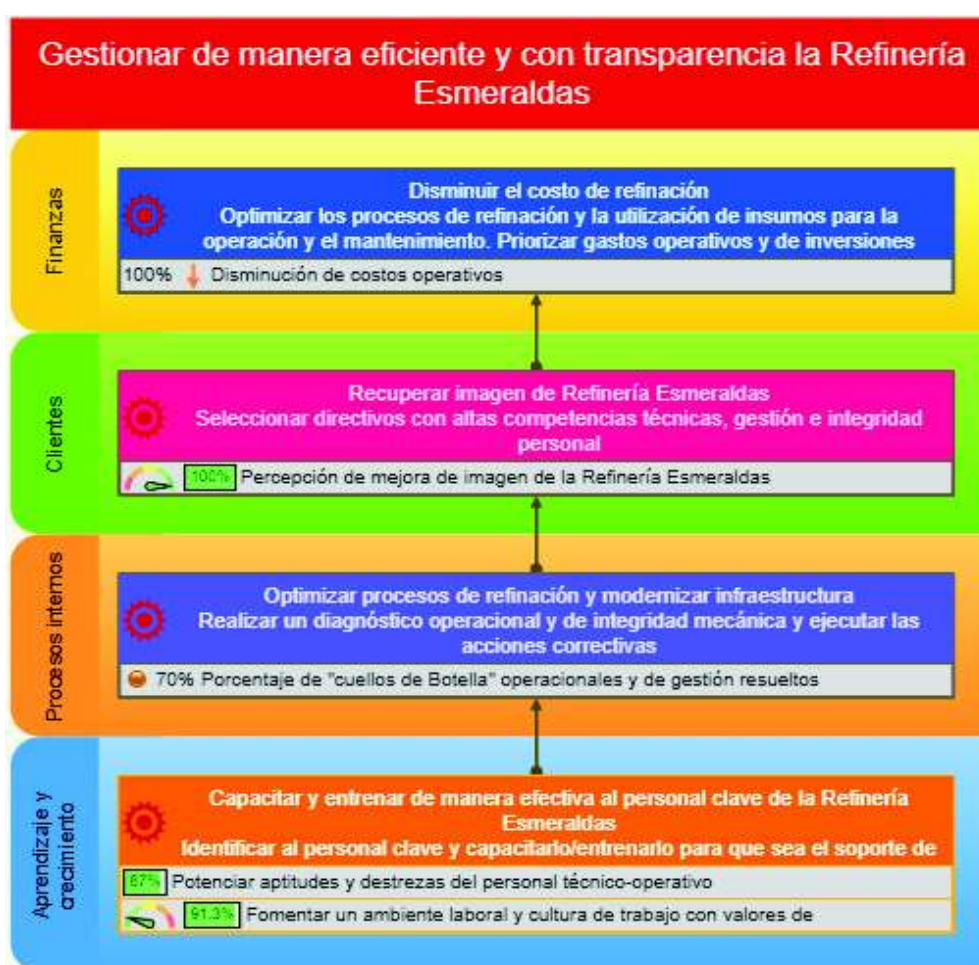 Gestionar de manera eficiente y con transparencia la Refinería
Esmeraldas
Finanzas
Disminuir el costo de refinación
Optimizar los procesos de refinación y la utilización de insumos para la
operación y el mantenimiento. Priorizar gastos operativos y de inversiones
100% Disminución de costos operativos
Clientes
Recuperar imagen de Refinería Esmeraldas
Seleccionar directivos con altas competencias técnicas, gestión e integridad
personal
100% Percepción de mejora de imagen de la Refinería Esmeraldas
Procesos internos
Optimizar procesos de refinación y modernizar infraestructura
Realizar un diagnóstico operacional y de integridad mecánica y ejecutar las
acciones correctivas
70% Porcentaje de "cuellos de Botella" operacionales y de gestión resueltos
Aprendizaje y
crecimiento
Capacitar y entrenar de manera efectiva al personal clave de la Refinería
Esmeraldas
Identificar al personal clave y capacitarlo/entrenarlo para que sea el soporte de
Potenciar aptitudes y destrezas del personal técnico-operativo
91.3% Fomentar un ambiente laboral y cultura de trabajo con valores de